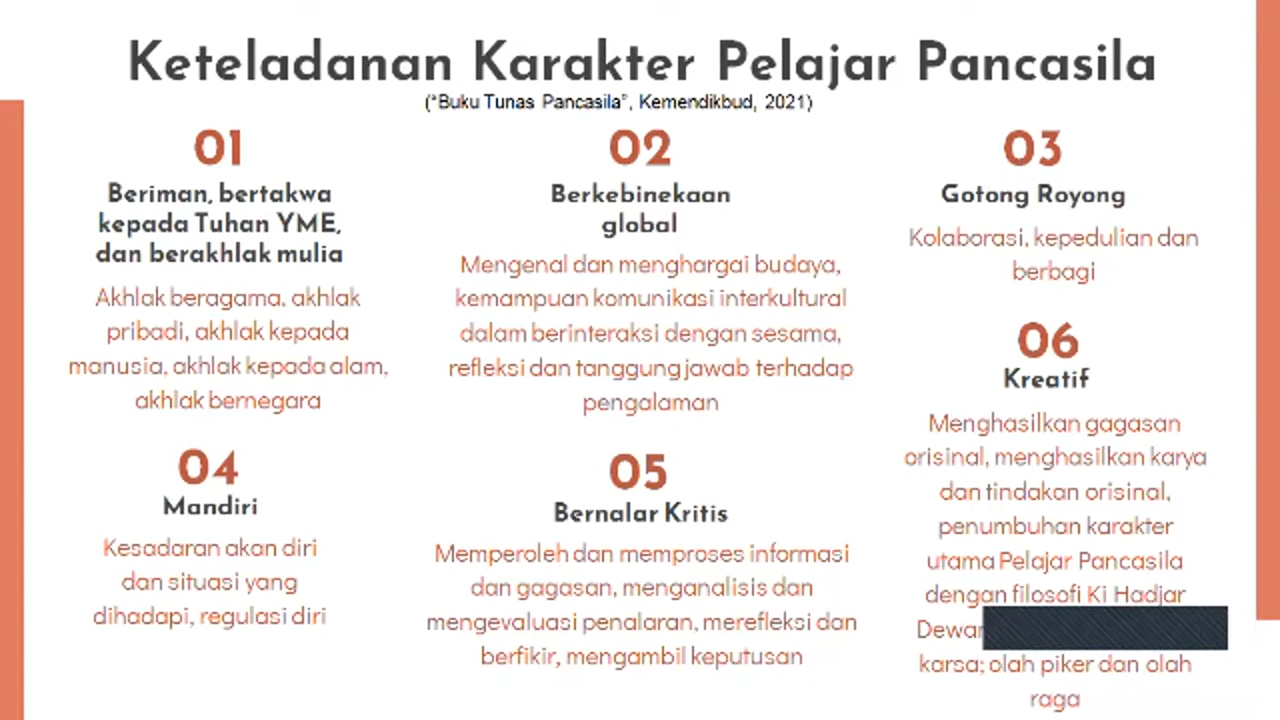 Keteladanan Karakter Pelajar Pancasila
("Buku Tunas Pancasila", Kemendikbud, 2021)
01
Beriman, bertakwa
kepada Tuhan YME,
dan berakhlak mulia
Akhlak beragama, akhlak
pribadi, akhlak kepada
manusia, akhlak kepada alam,
akhlak bernegara
02
Berkebinekaan
global
Mengenal dan menghargai budaya,
kemampuan komunikasi interkultural
dalam berinteraksi dengan sesama,
refleksi dan tanggung jawab terhadap
pengalaman
03
Gotong Royong
Kolaborasi, kepedulian dan
berbagi
04
Mandiri
Kesadaran akan diri
dan situasi yang
dihadapi, regulasi diri
05
Bernalar Kritis
Memperoleh dan memproses informasi
dan gagasan, menganalisis dan
mengevaluasi penalaran, merefleksi dan
berfikir, mengambil keputusan
06
Kreatif
Menghasilkan gagasan
orisinal, menghasilkan karya
dan tindakan orisinal,
penumbuhan karakter
utama Pelajar Pancasila
dengan filosofi Ki Hadjar
karsa; olah piker dan olah
raga